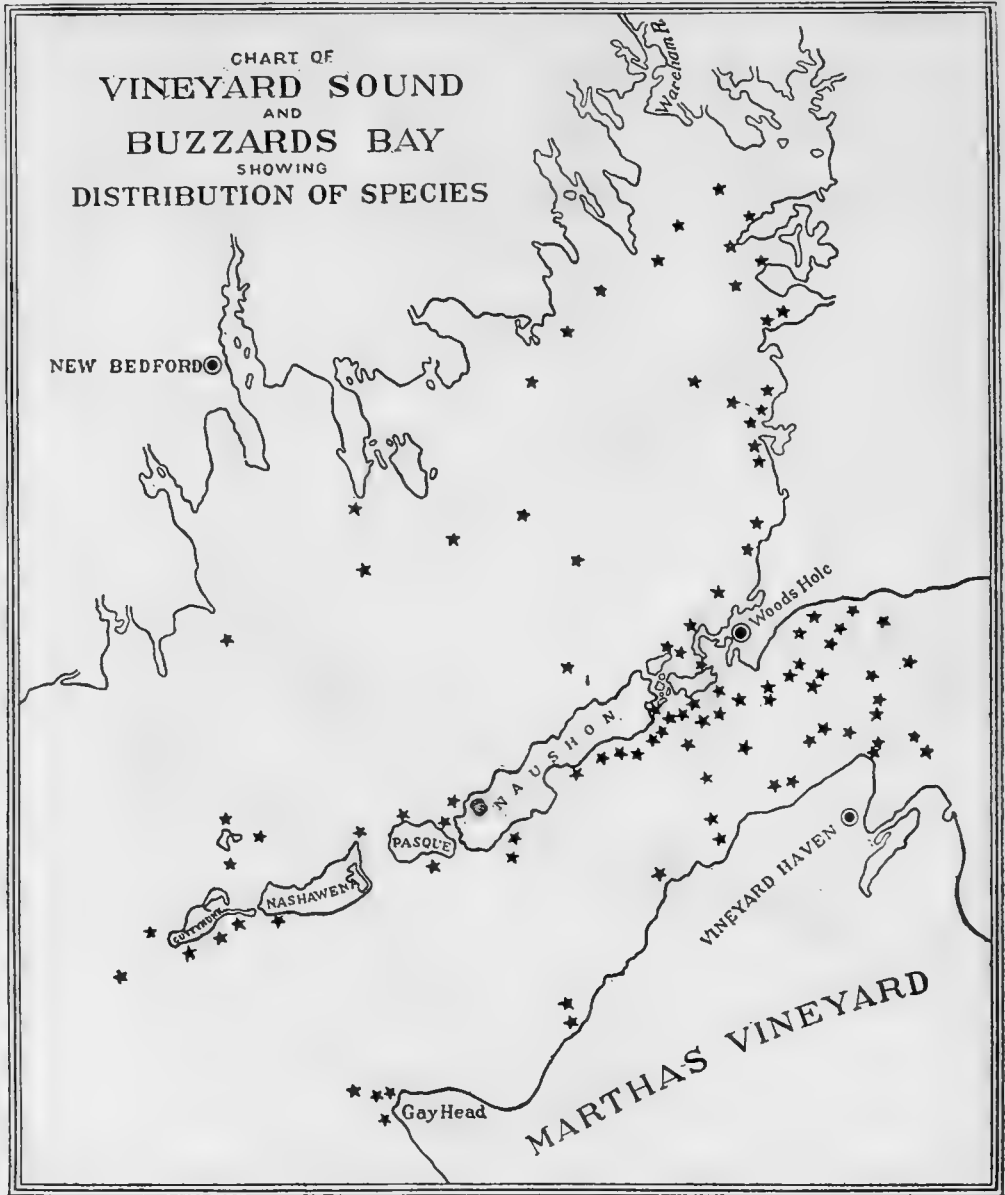 CHART OF
VINEYARD SOUND
AND
BUZZARDS BAY
SHOWING
DISTRIBUTION OF SPECIES
Wareham R
NEW BEDFORD
Woods Hole
NAUSHON
PASQUE
NASHAWENA
CUTTYHUNK
VINEYARD HAVEN
MARTHAS VINEYARD
Gay Head